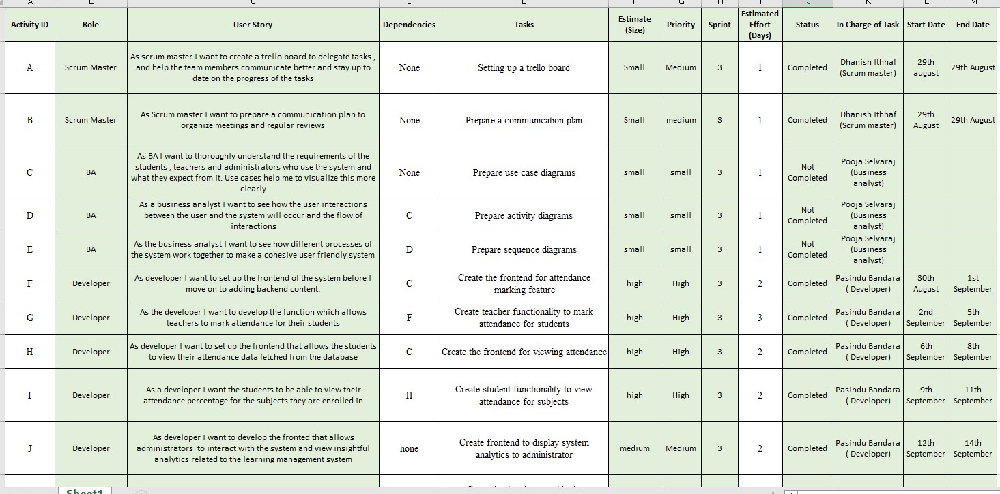 A B C D E F G H I J K L M
Activity ID Role User Story Dependencies Tasks Estimate (Size) Priority Sprint Estimated Effort (Days) Status In Charge of Task Start Date End Date
A Scrum Master As scrum master I want to create a trello board to delegate tasks , and help the team members communicate better and stay up to date on the progress of the tasks None Setting up a trello board Small Medium 3 1 Completed Dhanish Iththaf (Scrum master) 29th august 29th August
B Scrum Master As Scrum master I want to prepare a communication plan to organize meetings and regular reviews None Prepare a communication plan Small medium 3 1 Completed Dhanish Iththaf (Scrum master) 29th August 29th August
C BA As BA I want to thoroughly understand the requirements of the students , teachers and administrators who use the system and what they expect from it. Use cases help me to visualize this more clearly None Prepare use case diagrams small small 3 1 Not Completed Pooja Selvaraj (Business analyst)
D BA As a business analyst I want to see how the user interactions between the user and the system will occur and the flow of interactions C Prepare activity diagrams small small 3 1 Not Completed Pooja Selvaraj (Business analyst)
E BA As the business analyst I want to see how different processes of the system work together to make a cohesive user friendly system D Prepare sequence diagrams small small 3 1 Not Completed Pooja Selvaraj (Business analyst)
F Developer As developer I want to set up the frontend of the system before I move on to adding backend content. C Create the frontend for attendance marking feature high High 3 2 Completed Pasindu Bandara ( Developer) 30th August 1st September
G Developer As the developer I want to develop the function which allows teachers to mark attendance for their students F Create teacher functionality to mark attendance for students high High 3 3 Completed Pasindu Bandara ( Developer) 2nd September 5th September
H Developer As developer I want to set up the frontend that allows the students to view their attendance data fetched from the database C Create the frontend for viewing attendance high High 3 2 Completed Pasindu Bandara ( Developer) 6th September 8th September
I Developer As a developer I want the students to be able to view their attendance percentage for the subjects they are enrolled in H Create student functionality to view attendance for subjects high High 3 2 Completed Pasindu Bandara ( Developer) 9th September 11th September
J Developer As developer I want to develop the fronted that allows administrators to interact with the system and view insightful analytics related to the learning management system none Create frontend to display system analytics to administrator medium Medium 3 2 Completed Pasindu Bandara ( Developer) 12th September 14th September
Sheet1